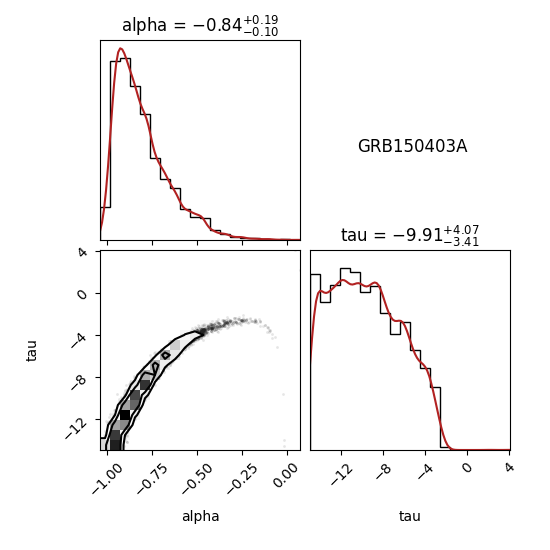 alpha = −0.84+0.19−0.10
GRB150403A
tau = −9.91+4.07−3.41
tau
4
0
−4
−8
−12
−1.00 −0.75 −0.50 −0.25 0.00
alpha
−12 −8 −4 0 4
tau